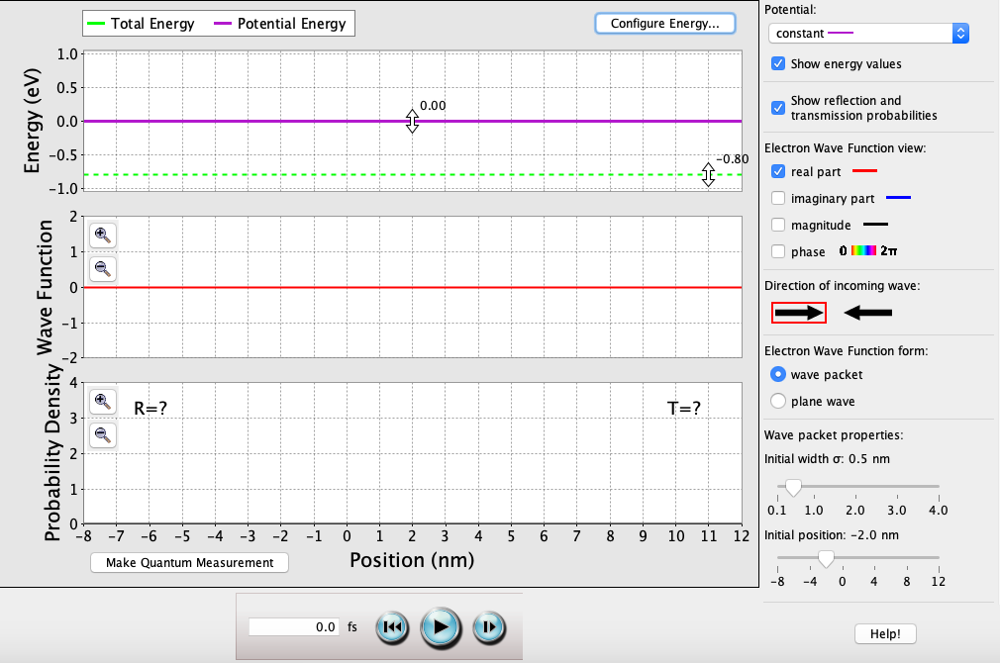 Total Energy
Potential Energy
Configure Energy...
Energy (eV)
1.0
0.5
0.0
−0.5
−1.0
0.00
−0.80
Wave Function
2
1
0
−1
−2
Probability Density
4
3
2
1
0
R=?
T=?
−8 −7 −6 −5 −4 −3 −2 −1 0 1 2 3 4 5 6 7 8 9 10 11 12
Position (nm)
Make Quantum Measurement
0.0 fs
Potential:
constant
Show energy values
Show reflection and
transmission probabilities
Electron Wave Function view:
real part
imaginary part
magnitude
phase 0 2π
Direction of incoming wave:
Electron Wave Function form:
wave packet
plane wave
Wave packet properties:
Initial width σ: 0.5 nm
0.1 1.0 2.0 3.0 4.0
Initial position: −2.0 nm
−8 −4 0 4 8 12
Help!